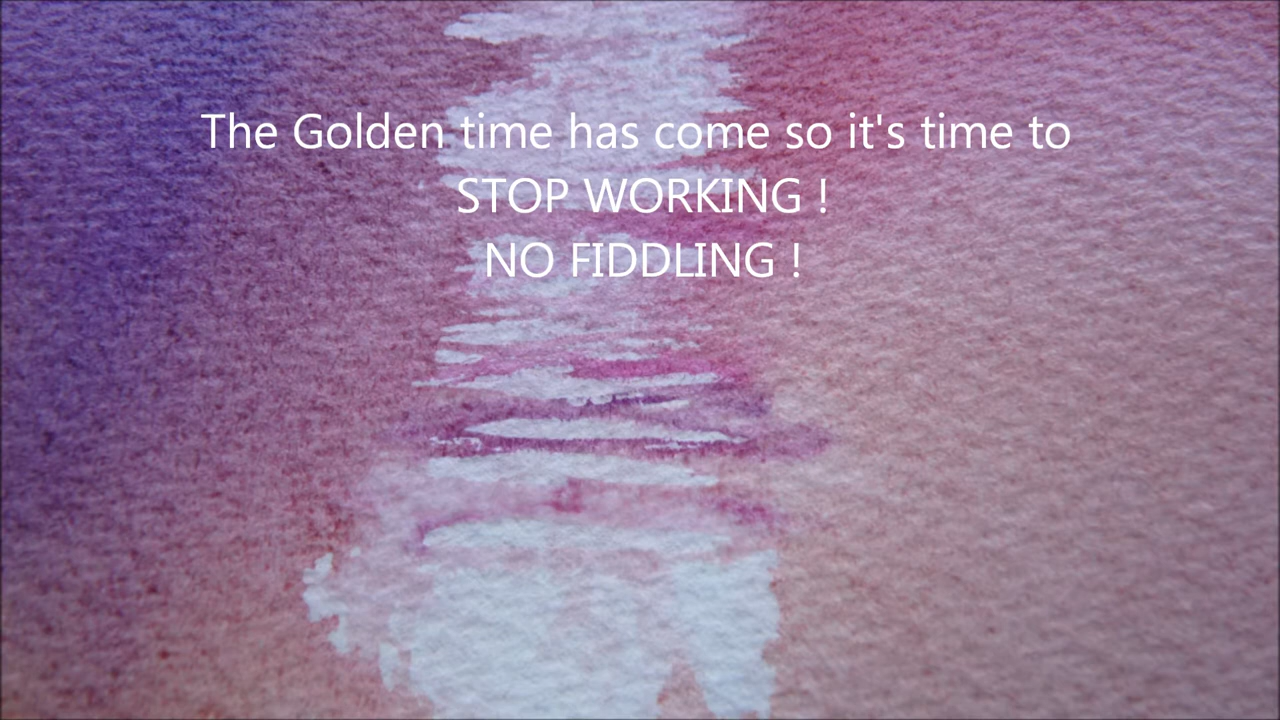 The Golden time has come so it's time to
STOP WORKING !
NO FIDDLING !